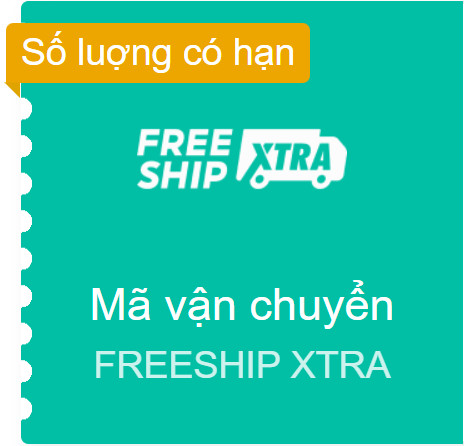 Số lượng có hạn
FREE
SHIP XTRA
Mã vận chuyển
FREESHIP XTRA